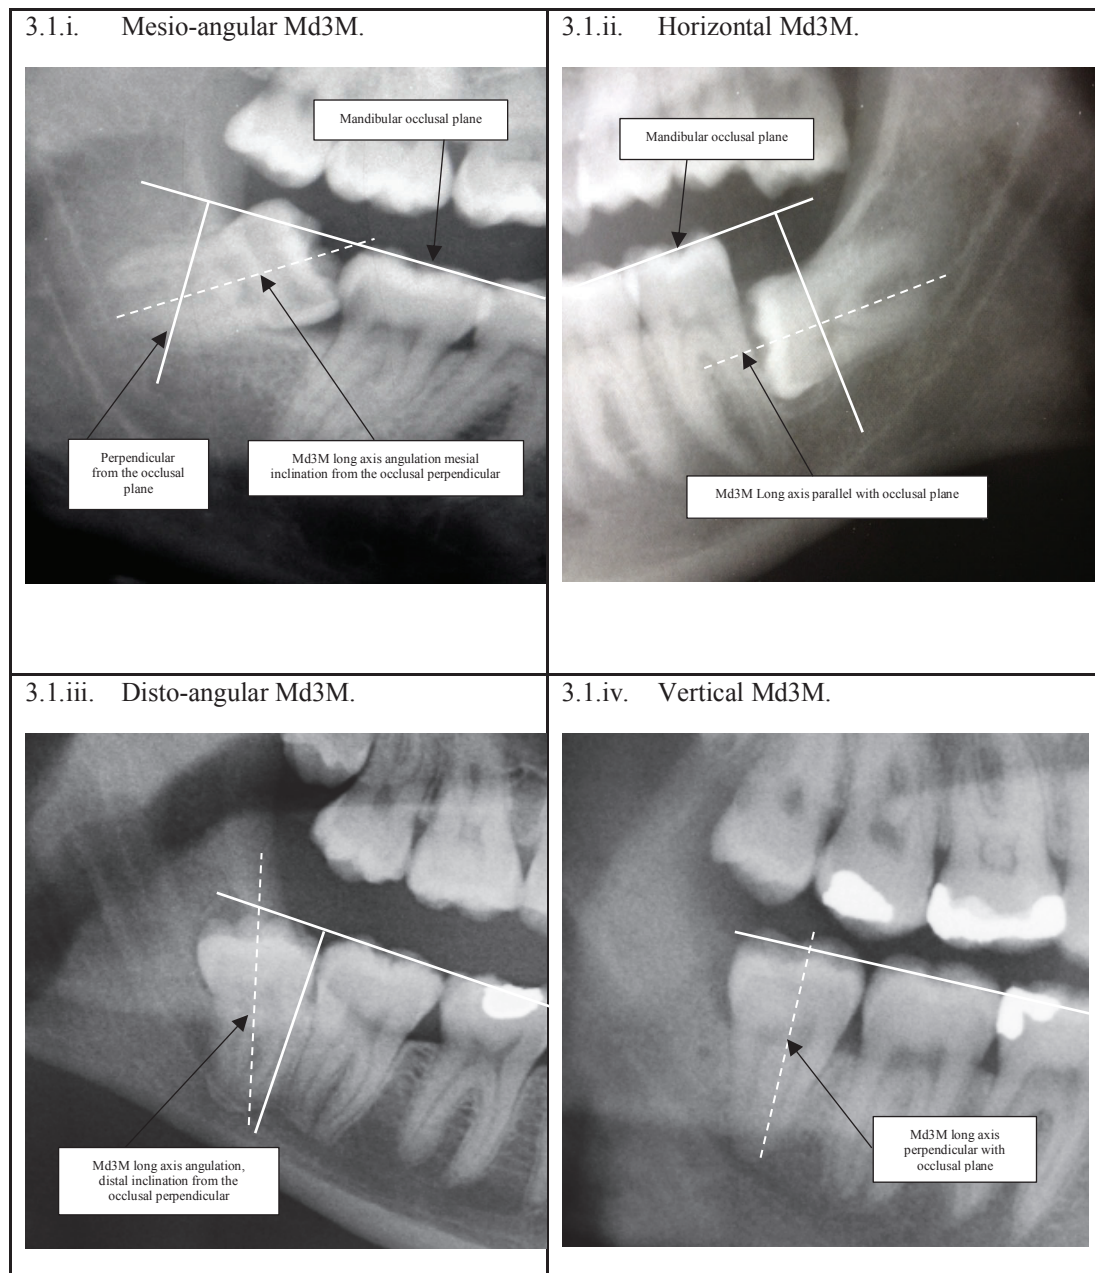 3.1.i. Mesio-angular Md3M.
Mandibular occlusal plane
Perpendicular
from the occlusal
plane
Md3M long axis angulation mesial
inclination from the occlusal perpendicular
3.1.ii. Horizontal Md3M.
Mandibular occlusal plane
Md3M Long axis parallel with occlusal plane
3.1.iii. Disto-angular Md3M.
Md3M long axis angulation,
distal inclination from the
occlusal perpendicular
3.1.iv. Vertical Md3M.
Md3M long axis
perpendicular with
occlusal plane